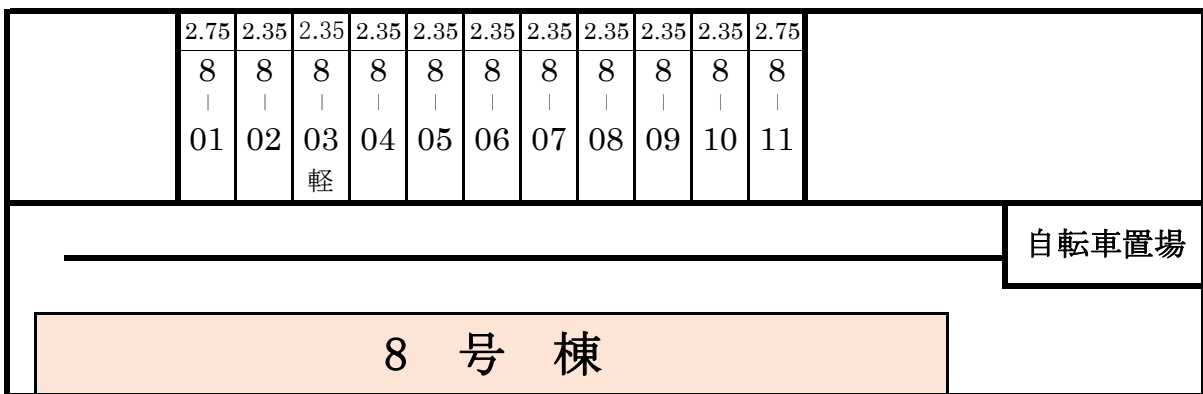 2.75 2.35 2.35 2.35 2.35 2.35 2.35 2.35 2.35 2.35 2.75
8 8 8 8 8 8 8 8 8 8 8
｜ ｜ ｜ ｜ ｜ ｜ ｜ ｜ ｜ ｜ ｜
01 02 03 04 05 06 07 08 09 10 11
軽
自転車置場
8 号 棟